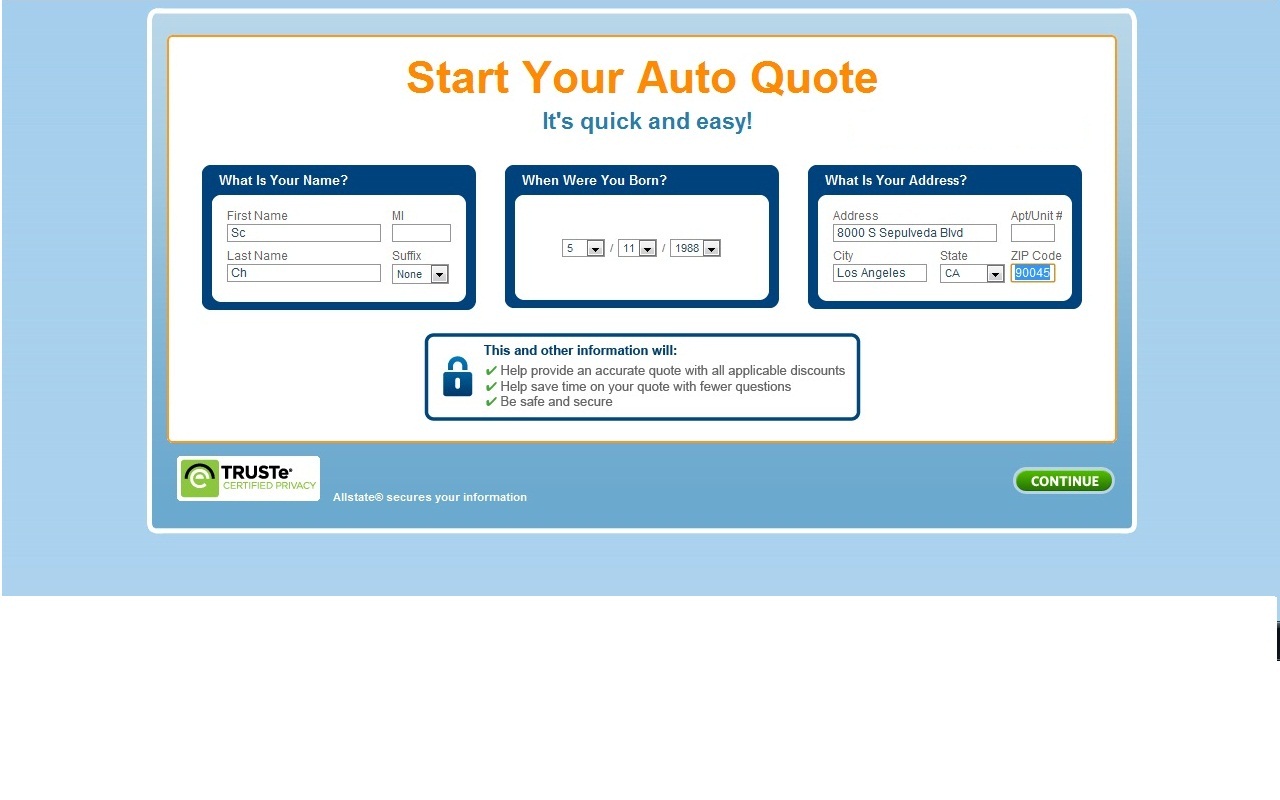 Start Your Auto Quote
It's quick and easy!
What Is Your Name?
First Name MI
Sc
Last Name Suffix
Ch None
When Were You Born?
5 / 11 / 1988
What Is Your Address?
Address Apt/Unit #
8000 S Sepulveda Blvd
City State ZIP Code
Los Angeles CA 90045
This and other information will:
✔ Help provide an accurate quote with all applicable discounts
✔ Help save time on your quote with fewer questions
✔ Be safe and secure
e TRUSTe®
CERTIFIED PRIVACY
Allstate® secures your information
CONTINUE